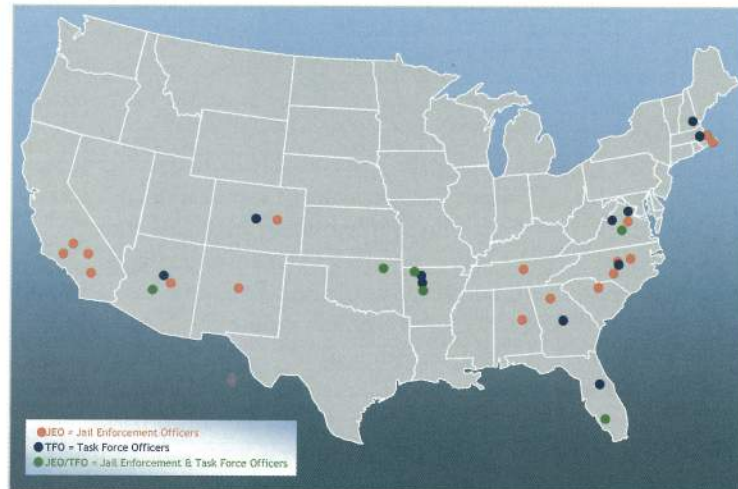 JEO = Jail Enforcement Officers
TFO = Task Force Officers
JEO/TFO = Jail Enforcement & Task Force Officers